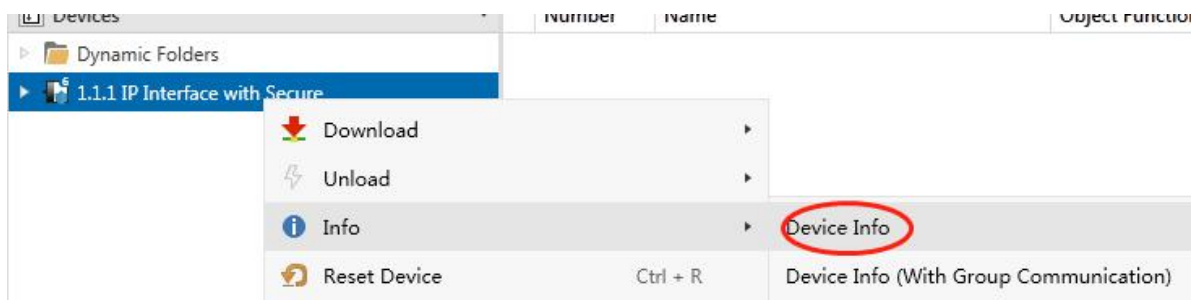 Devices Number Name Object Function
Dynamic Folders
1.1.1 IP Interface with Secure
Download
Unload
Info Device Info
Reset Device Ctrl + R Device Info (With Group Communication)